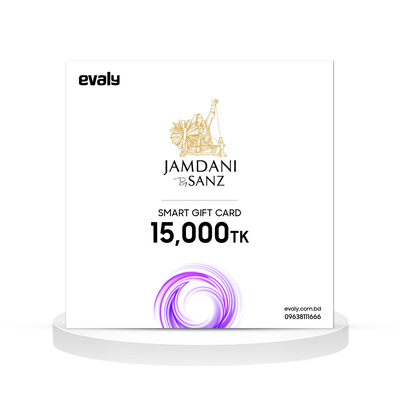 evaly
JAMDANI
By SANZ
SMART GIFT CARD
15,000TK
evaly.com.bd
09638111666